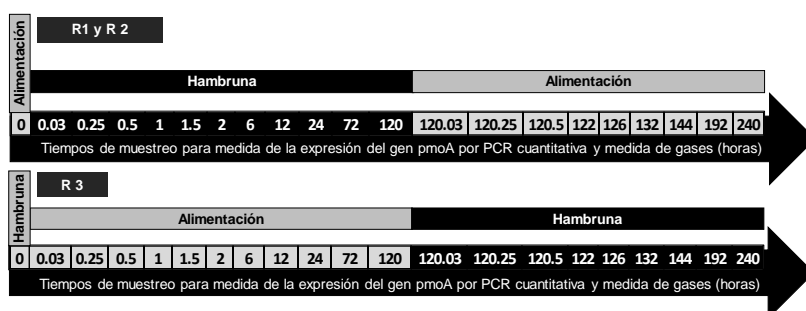 R1 y R 2
Alimentación
Hambruna Alimentación
0 0.03 0.25 0.5 1 1.5 2 6 12 24 72 120 120.03 120.25 120.5 122 126 132 144 192 240
Tiempos de muestreo para medida de la expresión del gen pmoA por PCR cuantitativa y medida de gases (horas)
R 3
Hambruna
Alimentación Hambruna
0 0.03 0.25 0.5 1 1.5 2 6 12 24 72 120 120.03 120.25 120.5 122 126 132 144 192 240
Tiempos de muestreo para medida de la expresión del gen pmoA por PCR cuantitativa y medida de gases (horas)